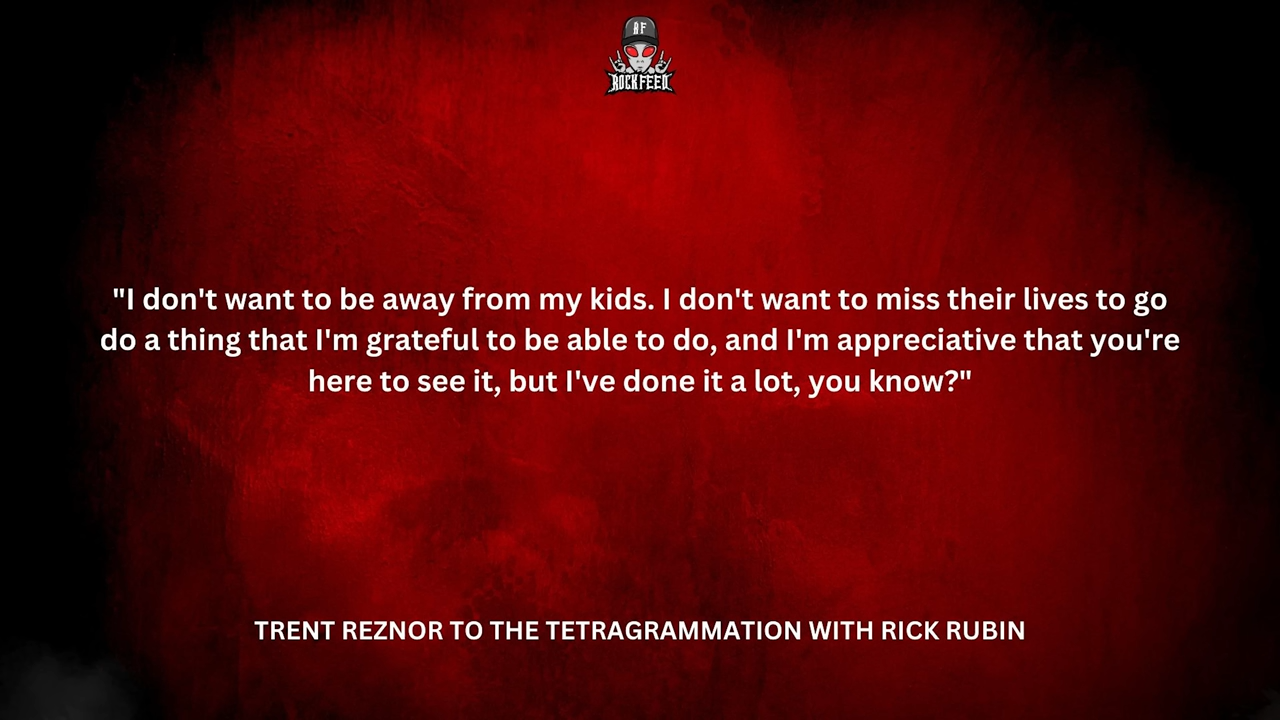 RF
ROCKFEED
"I don't want to be away from my kids. I don't want to miss their lives to go
do a thing that I'm grateful to be able to do, and I'm appreciative that you're
here to see it, but I've done it a lot, you know?"
TRENT REZNOR TO THE TETRAGRAMMATION WITH RICK RUBIN